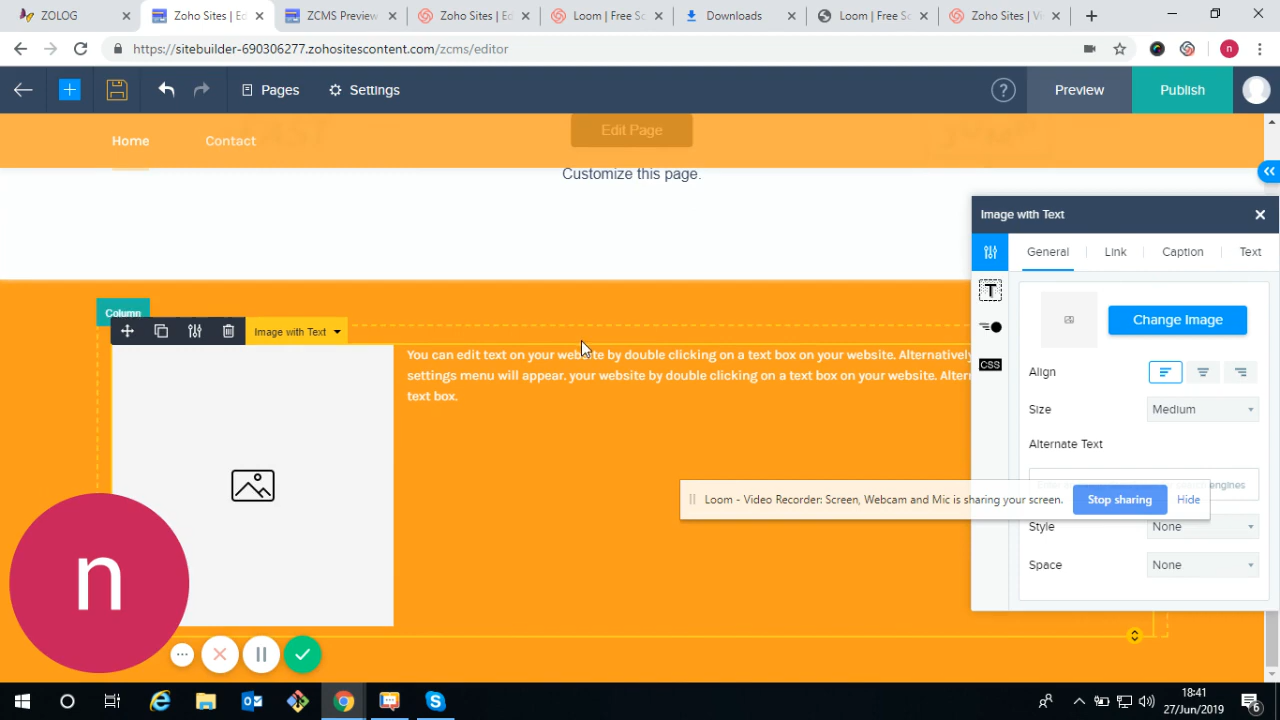 ZOLOG
Zoho Sites | Ed
ZCMS Preview
Zoho Sites | Ed
Loom | Free Sc
Downloads
Loom | Free Sc
Zoho Sites | V
https://sitebuilder-690306277.zohositescontent.com/zcms/editor
n
Pages
Settings
?
Preview
Publish
Home
Contact
Edit Page
Customize this page.
Image with Text
General
Link
Caption
Text
T
CSS
Change Image
Align
Size
Medium
Alternate Text
engines
Style
None
Space
None
Column
Image with Text
You can edit text on your website by double clicking on a text box on your website. Alternatively
settings menu will appear. your website by double clicking on a text box on your website. Alter
text box.
Loom - Video Recorder: Screen, Webcam and Mic is sharing your screen.
Stop sharing
Hide
n
18:41
27/Jun/2019
6